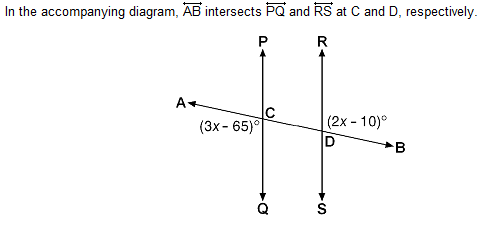 In the accompanying diagram, AB intersects PQ and RS at C and D, respectively.
P R
A
C
(3x - 65)° (2x - 10)°
D
B
Q S